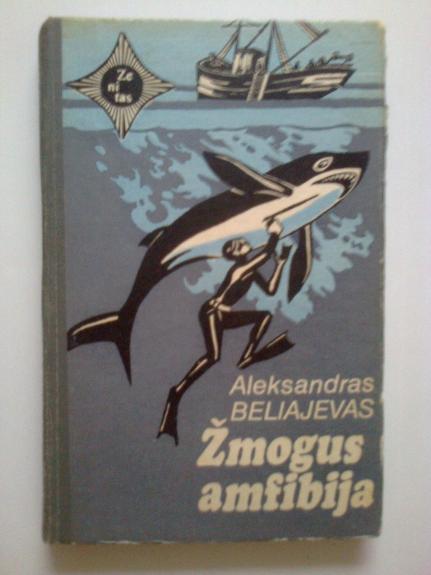 Ze
ni
tas
Aleksandras
BELIAJEVAS
Žmogus
amfibija